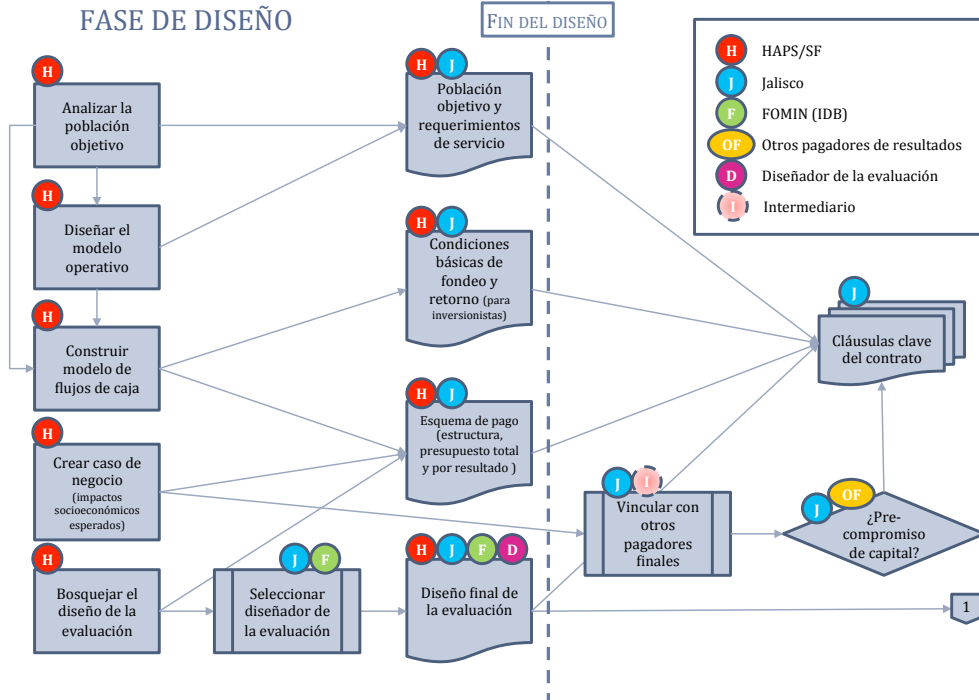 FASE DE DISEÑO
FIN DEL DISEÑO
H
HAPS/SF
J
Jalisco
F
FOMIN (IDB)
OF
Otros pagadores de resultados
D
Diseñador de la evaluación
I
Intermediario
H
Analizar la
población
objetivo
H J
Población
objetivo y
requerimientos
de servicio
H
Diseñar el
modelo
operativo
H J
Condiciones
básicas de
fondeo y
retorno (para
inversionistas)
H
Construir
modelo de
flujos de caja
J
Cláusulas clave
del contrato
H J
Esquema de pago
(estructura,
presupuesto total
y por resultado )
H
Crear caso de
negocio
(impactos
socioeconómicos
esperados)
J I
Vincular con
otros
pagadores
finales
J OF
¿Pre-
compromiso
de capital?
H
Bosquejar el
diseño de la
evaluación
J F
Seleccionar
diseñador de
la evaluación
H J F D
Diseño final de
la evaluación
1